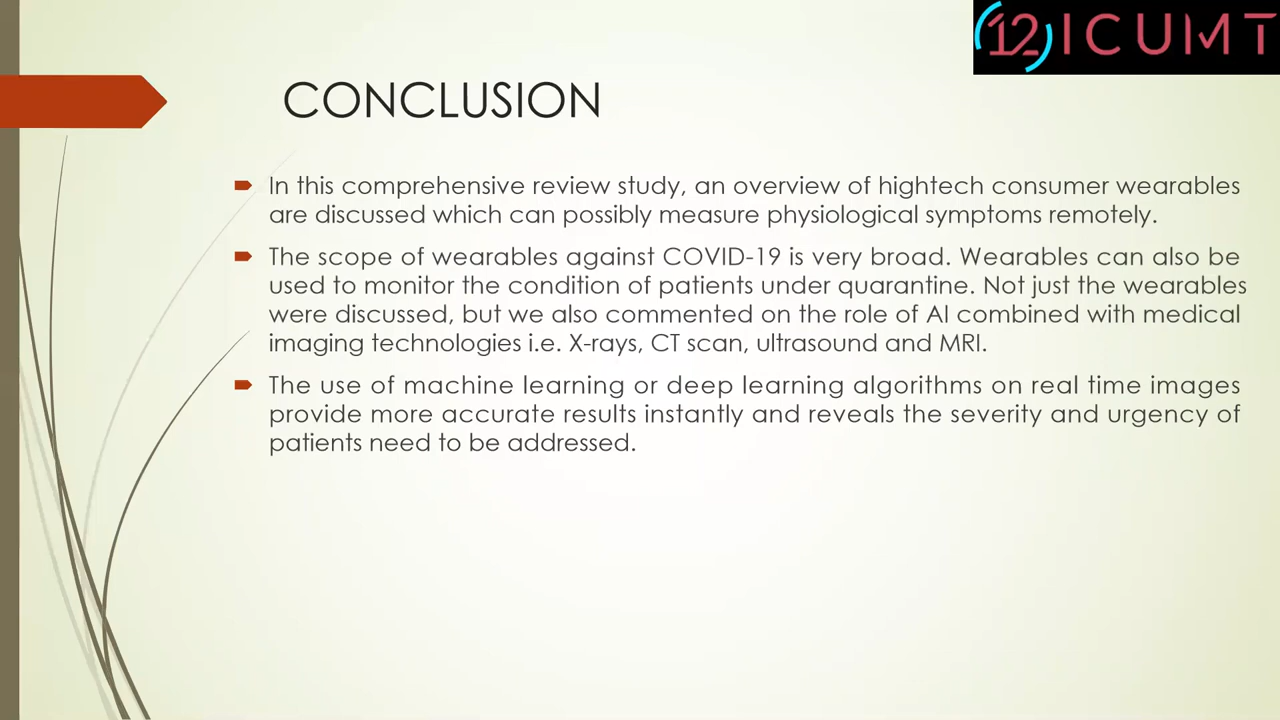 12 ICUMT
CONCLUSION
In this comprehensive review study, an overview of hightech consumer wearables
are discussed which can possibly measure physiological symptoms remotely.
The scope of wearables against COVID-19 is very broad. Wearables can also be
used to monitor the condition of patients under quarantine. Not just the wearables
were discussed, but we also commented on the role of AI combined with medical
imaging technologies i.e. X-rays, CT scan, ultrasound and MRI.
The use of machine learning or deep learning algorithms on real time images
provide more accurate results instantly and reveals the severity and urgency of
patients need to be addressed.